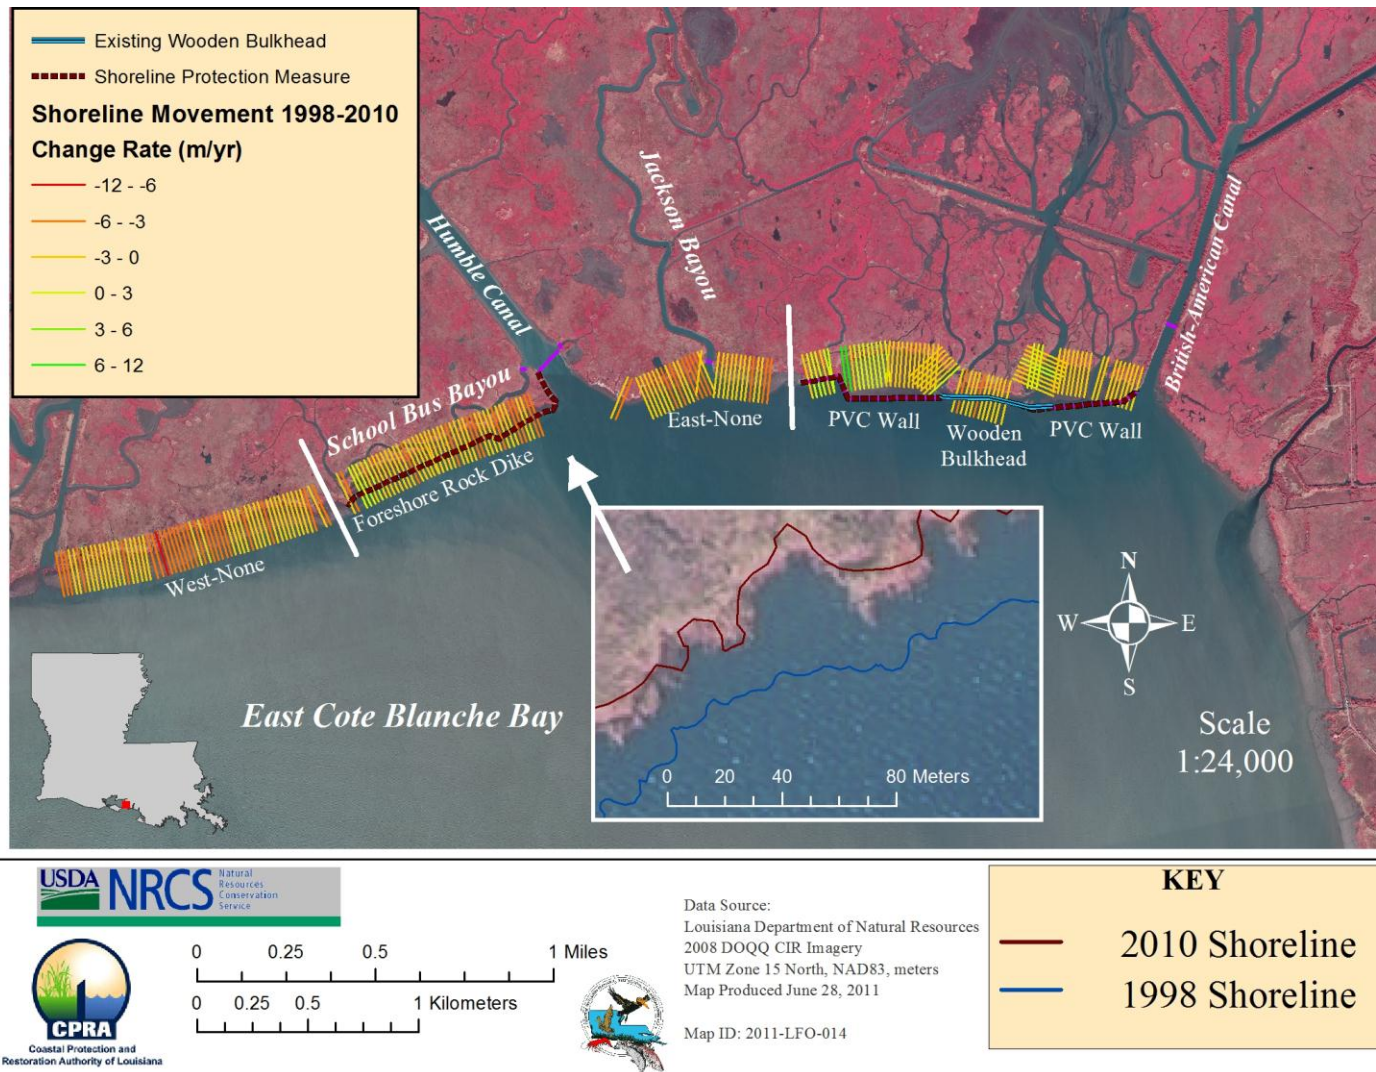 Existing Wooden Bulkhead
Shoreline Protection Measure
Shoreline Movement 1998-2010
Change Rate (m/yr)
-12 - -6
-6 - -3
-3 - 0
0 - 3
3 - 6
6 - 12
Humble Canal
Jackson Bayou
British-American Canal
School Bus Bayou
East-None
PVC Wall
Wooden
Bulkhead
PVC Wall
Foreshore Rock Dike
West-None
East Cote Blanche Bay
0 20 40 80 Meters
N
W E
S
Scale
1:24,000
USDA NRCS Natural
Resources
Conservation
Service
CPRA
Coastal Protection and
Restoration Authority of Louisiana
0 0.25 0.5 1 Miles
0 0.25 0.5 1 Kilometers
Data Source:
Louisiana Department of Natural Resources
2008 DOQQ CIR Imagery
UTM Zone 15 North, NAD83, meters
Map Produced June 28, 2011
Map ID: 2011-LFO-014
KEY
2010 Shoreline
1998 Shoreline